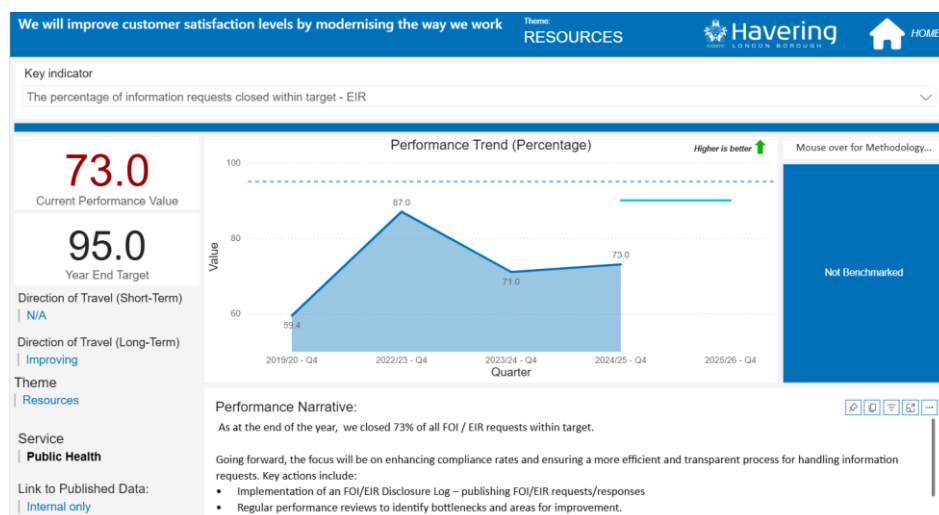 We will improve customer satisfaction levels by modernising the way we work
Theme:
RESOURCES
Havering
LONDON BOROUGH
HOME
Key indicator
The percentage of information requests closed within target - EIR
73.0
Current Performance Value
95.0
Year End Target
Direction of Travel (Short-Term)
N/A
Direction of Travel (Long-Term)
Improving
Theme
Resources
Service
Public Health
Link to Published Data:
Internal only
Performance Trend (Percentage)
Higher is better
100
80
60
Value
59.4
87.0
71.0
73.0
2019/20 - Q4
2022/23 - Q4
2023/24 - Q4
2024/25 - Q4
2025/26 - Q4
Quarter
Mouse over for Methodology...
Not Benchmarked
Performance Narrative:
As at the end of the year, we closed 73% of all FOI / EIR requests within target.
Going forward, the focus will be on enhancing compliance rates and ensuring a more efficient and transparent process for handling information
requests. Key actions include:
• Implementation of an FOI/EIR Disclosure Log – publishing FOI/EIR requests/responses
• Regular performance reviews to identify bottlenecks and areas for improvement.